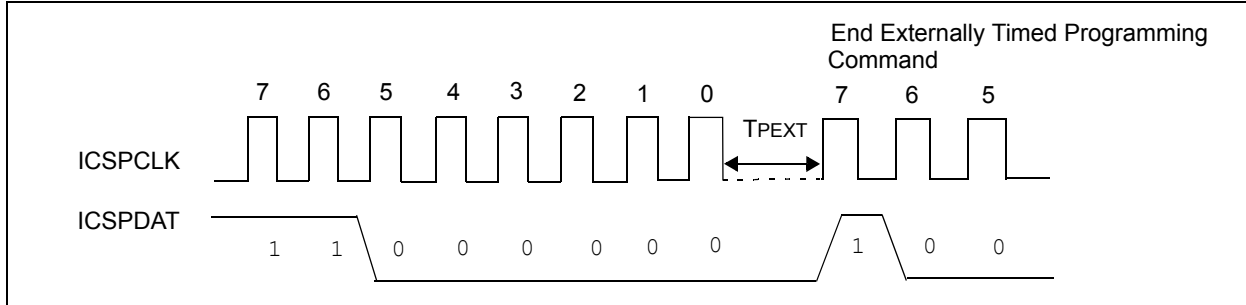 End Externally Timed Programming
Command
7 6 5 4 3 2 1 0 7 6 5
TPEXT
ICSPCLK
ICSPDAT
1 1 0 0 0 0 0 0 1 0 0